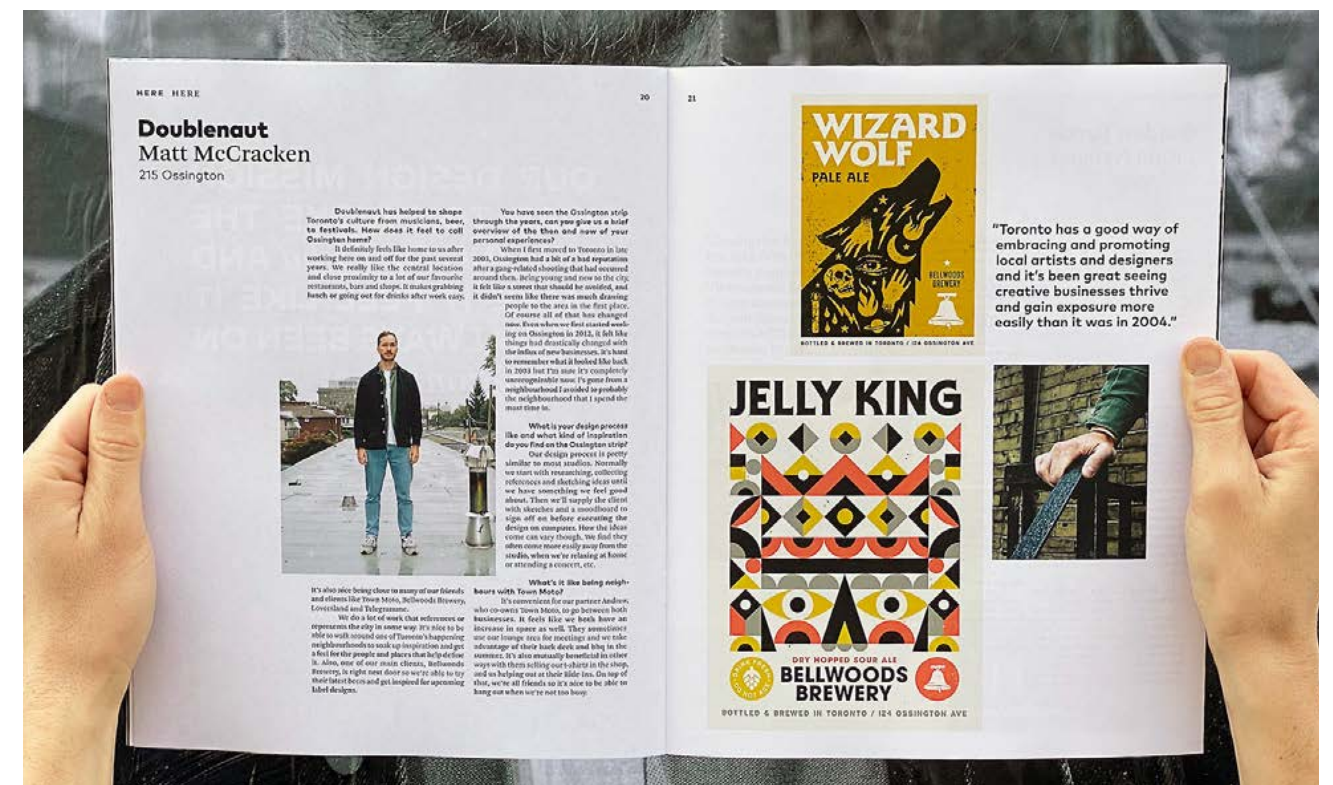 HERE HERE
20
Doublenaut
Matt McCracken
215 Ossington
Doublenaut has helped to shape
Toronto's culture from musicians, beer,
to festivals. How does it feel to call
Ossington home?
It definitely feels like home to us after
working here on and off for the past several
years. We really like the central location
and close proximity to a lot of our favourite
restaurants, bars and shops. It makes grabbing
lunch or going out for drinks after work easy.
It's also nice being close to many of our friends
and clients like Town Moto, Bellwoods Brewery,
Loversland and Telegramme.
We do a lot of work that references or
represents the city in some way. It's nice to be
able to walk around one of Toronto's happening
neighbourhoods to soak up inspiration and get
a feel for the people and places that help define
it. Also, one of our main clients, Bellwoods
Brewery, is right next door so we're able to try
their latest beers and get inspired for upcoming
label designs.
You have seen the Ossington strip
through the years, can you give us a brief
overview of the then and now of your
personal experiences?
When I first moved to Toronto in late
2003, Ossington had a bit of a bad reputation
after a gang-related shooting that had occurred
around then. Being young and new to the city,
it felt like a street that should be avoided, and
it didn't seem like there was much drawing
people to the area in the first place.
Of course all of that has changed
now. Even when we first started work-
ing on Ossington in 2012, it felt like
things had drastically changed with
the influx of new businesses. It's hard
to remember what it looked like back
in 2003 but I'm sure it's completely
unrecognizable now. I's gone from a
neighbourhood I avoided to probably
the neighbourhood that I spend the
most time in.
What is your design process
like and what kind of inspiration
do you find on the Ossington strip?
Our design process is pretty
similar to most studios. Normally
we start with researching, collecting
references and sketching ideas until
we have something we feel good
about. Then we'll supply the client
with sketches and a moodboard to
sign off on before executing the
design on computer. How the ideas
come can vary though. We find they
often come more easily away from the
studio, when we're relaxing at home
or attending a concert, etc.
What's it like being neigh-
bours with Town Moto?
It's convenient for our partner Andrew,
who co-owns Town Moto, to go between both
businesses. It feels like we both have an
increase in space as well. They sometimes
use our lounge area for meetings and we take
advantage of their back deck and bbq in the
summer. It's also mutually beneficial in other
ways with them selling our t-shirts in the shop,
and us helping out at their Ride Ins. On top of
that, we're all friends so it's nice to be able to
hang out when we're not too busy.
21
WIZARD
WOLF
PALE ALE
BELLWOODS
BREWERY
BOTTLED & BREWED IN TORONTO / 124 OSSINGTON AVE
"Toronto has a good way of
embracing and promoting
local artists and designers
and it's been great seeing
creative businesses thrive
and gain exposure more
easily than it was in 2004."
JELLY KING
DRY HOPPED SOUR ALE
DRINK FRESH
DO NOT AGE
BELLWOODS
BREWERY
BOTTLED & BREWED IN TORONTO / 124 OSSINGTON AVE